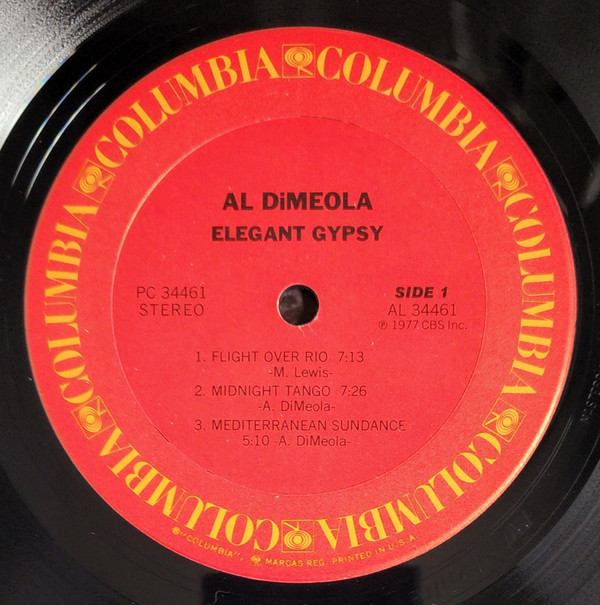 COLUMBIA COLUMBIA COLUMBIA COLUMBIA COLUMBIA COLUMBIA COLUMBIA
AL DiMEOLA
ELEGANT GYPSY
PC 34461
STEREO
SIDE 1
AL 34461
℗ 1977 CBS Inc.
1. FLIGHT OVER RIO 7:13
-M. Lewis-
2. MIDNIGHT TANGO 7:26
-A. DiMeola-
3. MEDITERRANEAN SUNDANCE
5:10 -A. DiMeola-
®"COLUMBIA", MARCAS REG. PRINTED IN U.S.A.